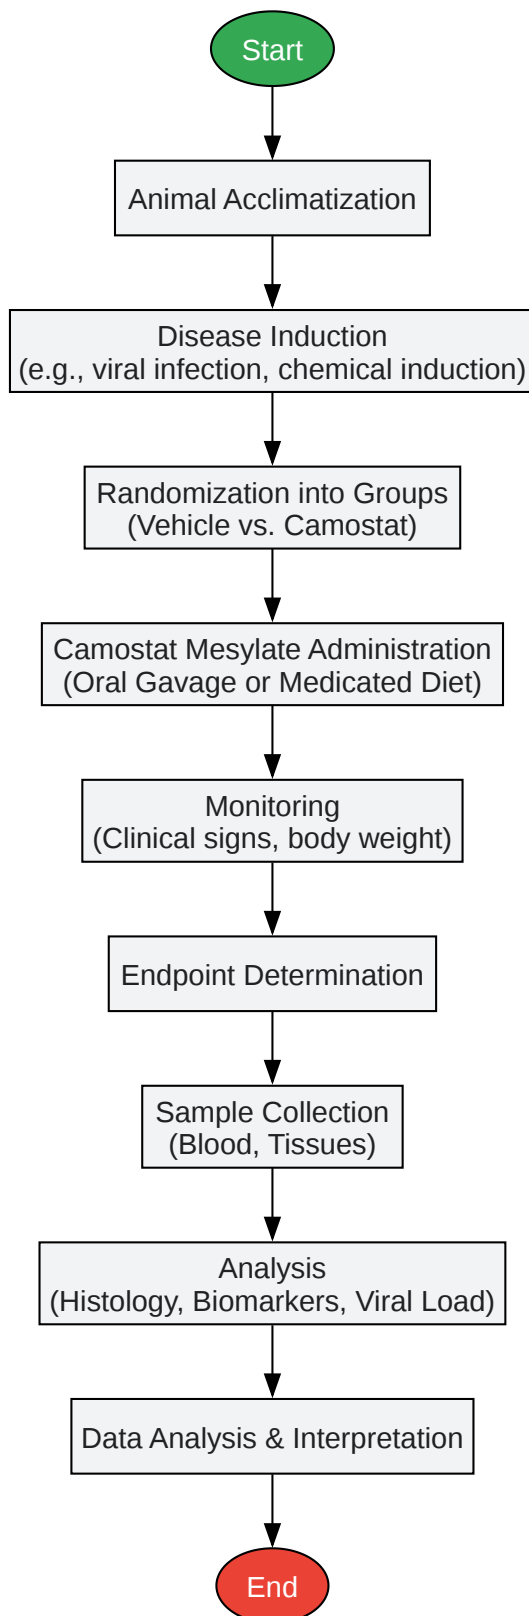 Start
Animal Acclimatization
Disease Induction
(e.g., viral infection, chemical induction)
Randomization into Groups
(Vehicle vs. Camostat)
Camostat Mesylate Administration
(Oral Gavage or Medicated Diet)
Monitoring
(Clinical signs, body weight)
Endpoint Determination
Sample Collection
(Blood, Tissues)
Analysis
(Histology, Biomarkers, Viral Load)
Data Analysis & Interpretation
End